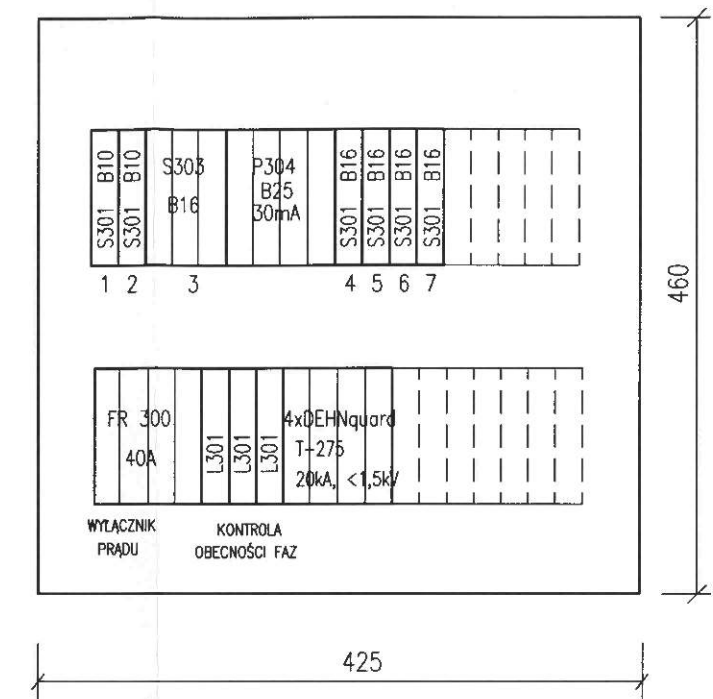 S301 B10
S301 B10
S303
B16
P304
B25
30mA
S301 B16
S301 B16
S301 B16
S301 B16
1 2 3 4 5 6 7
460
FR 300
40A
L301
L301
L301
4xDEHNquard
T-275
20kA, <1,5kV
WYŁĄCZNIK
PRĄDU
KONTROLA
OBECNOŚCI FAZ
425